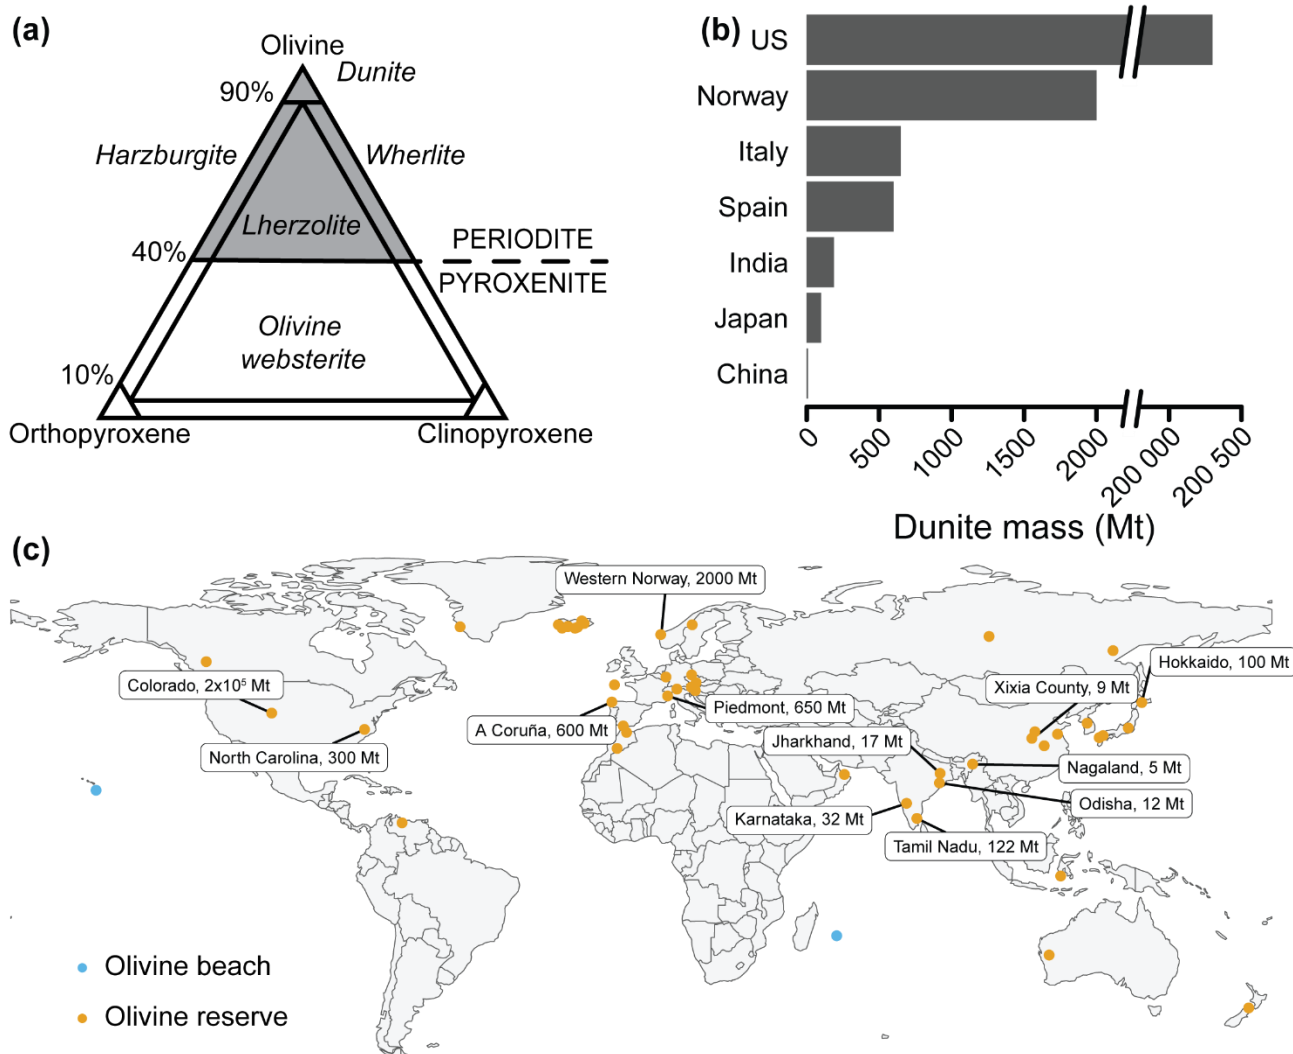 (a)
Olivine
Dunite
90%
Harzburgite
Wherlite
Lherzolite
40%
PERIODITE
PYROXENITE
Olivine
websterite
10%
Orthopyroxene
Clinopyroxene
(b)
US
Norway
Italy
Spain
India
Japan
China
0
500
1000
1500
2000
200 000
200 500
Dunite mass (Mt)
(c)
Western Norway, 2000 Mt
Colorado, 2x10⁵ Mt
North Carolina, 300 Mt
A Coruña, 600 Mt
Piedmont, 650 Mt
Xixia County, 9 Mt
Hokkaido, 100 Mt
Jharkhand, 17 Mt
Nagaland, 5 Mt
Odisha, 12 Mt
Karnataka, 32 Mt
Tamil Nadu, 122 Mt
Olivine beach
Olivine reserve